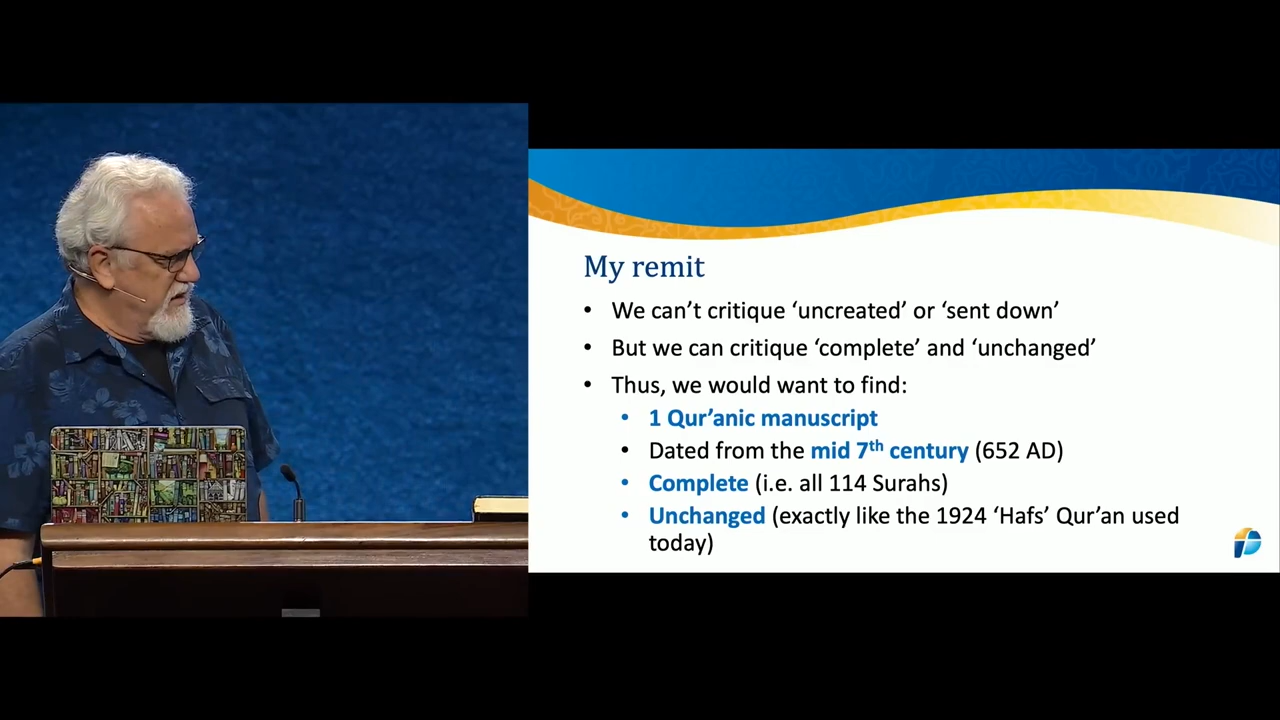 My remit
• We can’t critique ‘uncreated’ or ‘sent down’
• But we can critique ‘complete’ and ‘unchanged’
• Thus, we would want to find:
• 1 Qur’anic manuscript
• Dated from the mid 7th century (652 AD)
• Complete (i.e. all 114 Surahs)
• Unchanged (exactly like the 1924 ‘Hafs’ Qur’an used
today)